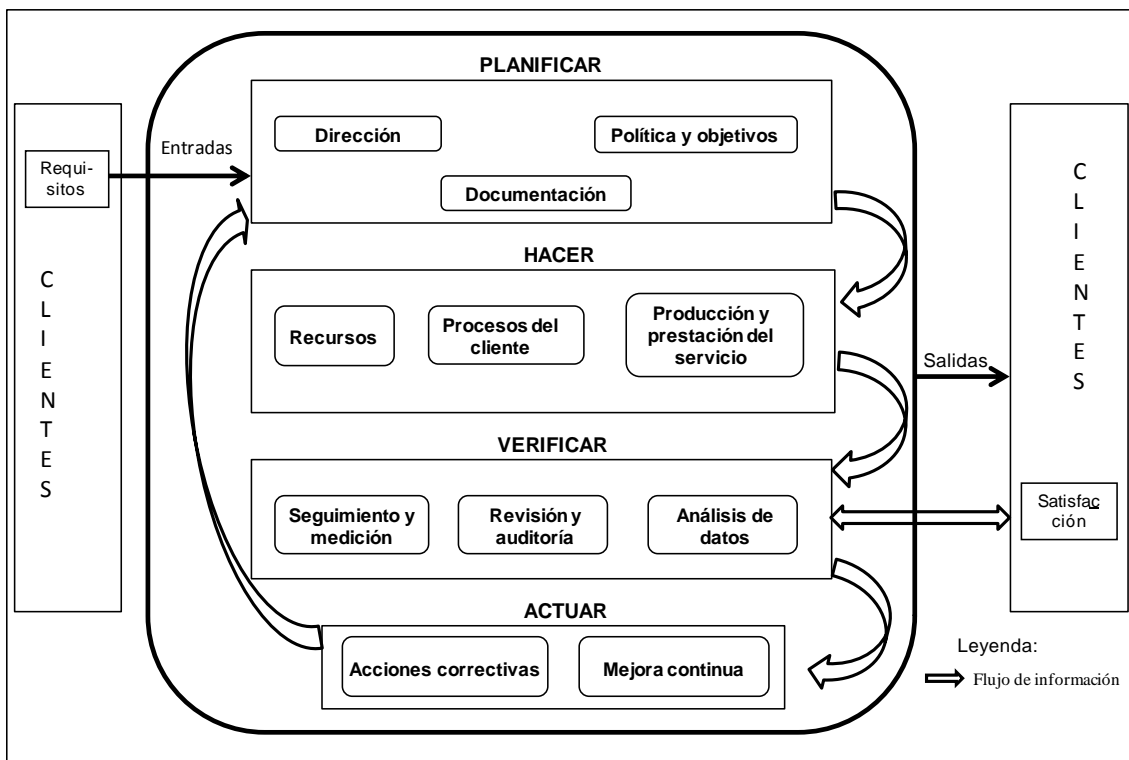 PLANIFICAR
Dirección
Política y objetivos
Documentación
Entradas
Requi-
sitos
C
L
I
E
N
T
E
S
HACER
Recursos
Procesos del
cliente
Producción y
prestación del
servicio
Salidas
C
L
I
E
N
T
E
S
VERIFICAR
Seguimiento y
medición
Revisión y
auditoría
Análisis de
datos
Satisfac
ción
ACTUAR
Acciones correctivas
Mejora continua
Leyenda:
Flujo de información